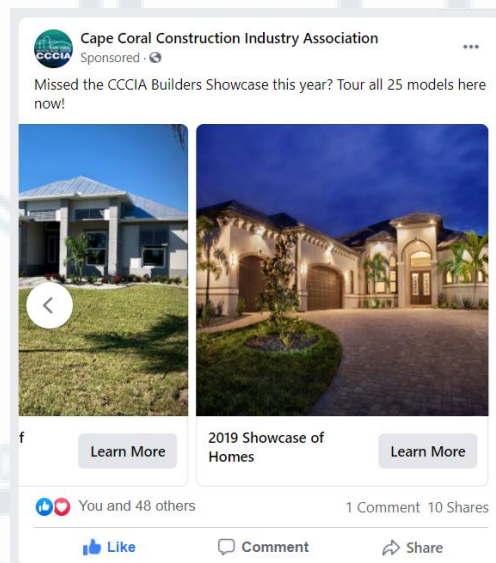 Cape Coral Construction Industry Association
CCCIA
Sponsored ·
Missed the CCCIA Builders Showcase this year? Tour all 25 models here
now!
f
Learn More
2019 Showcase of
Homes
Learn More
You and 48 others
1 Comment 10 Shares
Like
Comment
Share